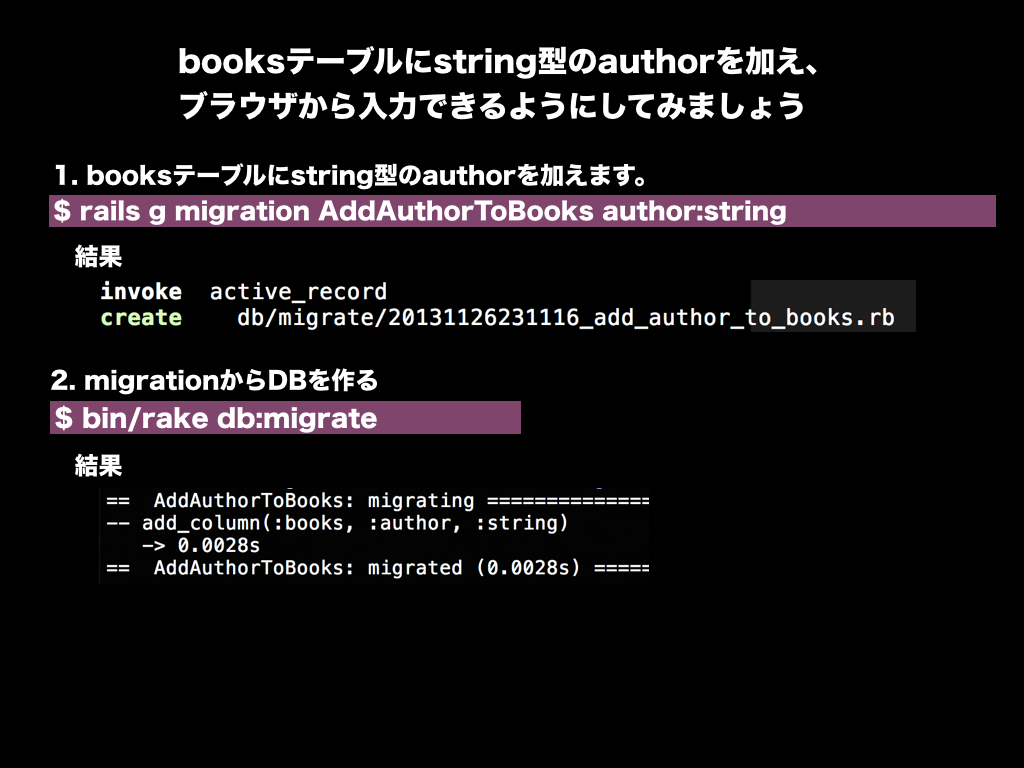 booksテーブルにstring型のauthorを加え、
ブラウザから入力できるようにしてみましょう
1. booksテーブルにstring型のauthorを加えます。
$ rails g migration AddAuthorToBooks author:string
結果
invoke  active_record
create    db/migrate/20131126231116_add_author_to_books.rb
2. migrationからDBを作る
$ bin/rake db:migrate
結果
==  AddAuthorToBooks: migrating ==============
-- add_column(:books, :author, :string)
   -> 0.0028s
==  AddAuthorToBooks: migrated (0.0028s) =====